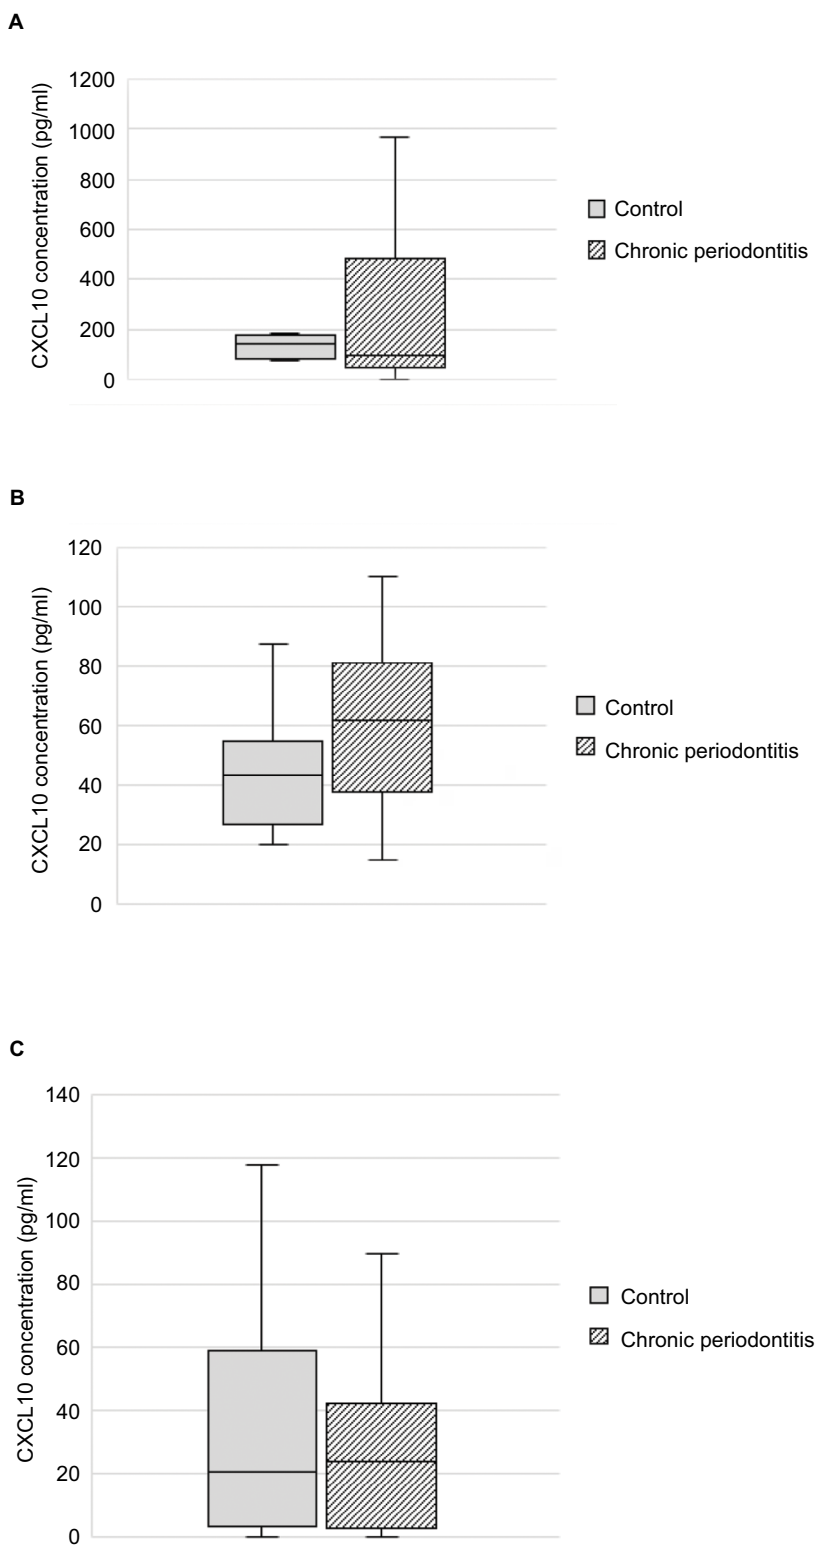 A
CXCL10 concentration (pg/ml)
1200
1000
800
600
400
200
0
Control
Chronic periodontitis
B
CXCL10 concentration (pg/ml)
120
100
80
60
40
20
0
Control
Chronic periodontitis
C
CXCL10 concentration (pg/ml)
140
120
100
80
60
40
20
0
Control
Chronic periodontitis